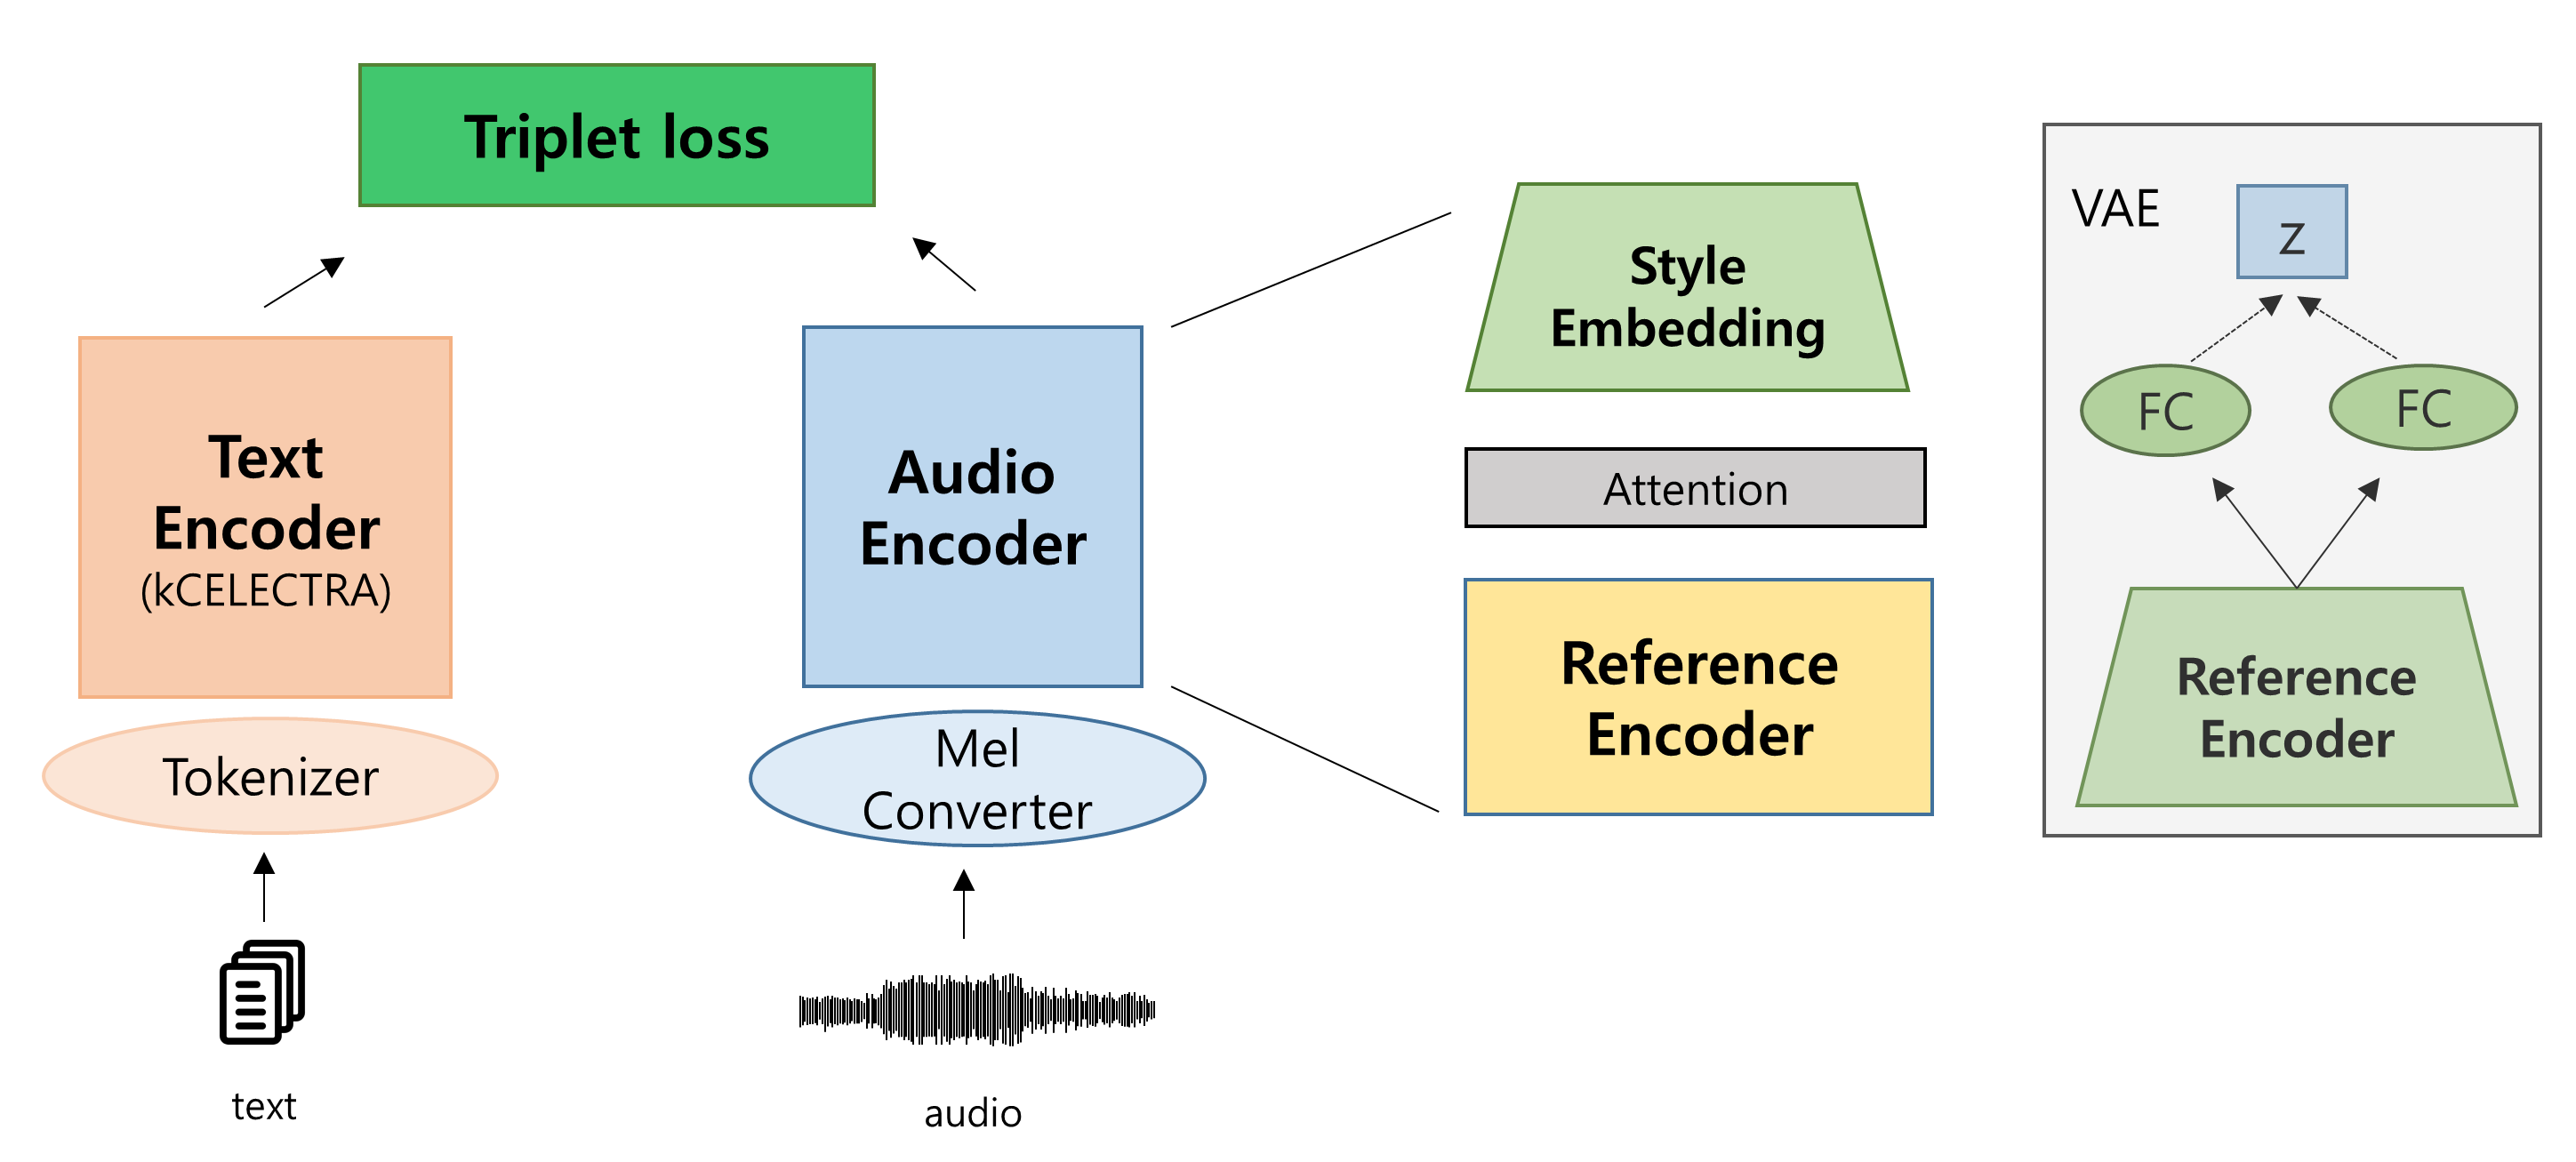 Triplet loss
Text
Encoder
(kCELECTRA)
Tokenizer
text
Audio
Encoder
Mel
Converter
audio
Style
Embedding
Attention
Reference
Encoder
VAE
z
FC
FC
Reference
Encoder